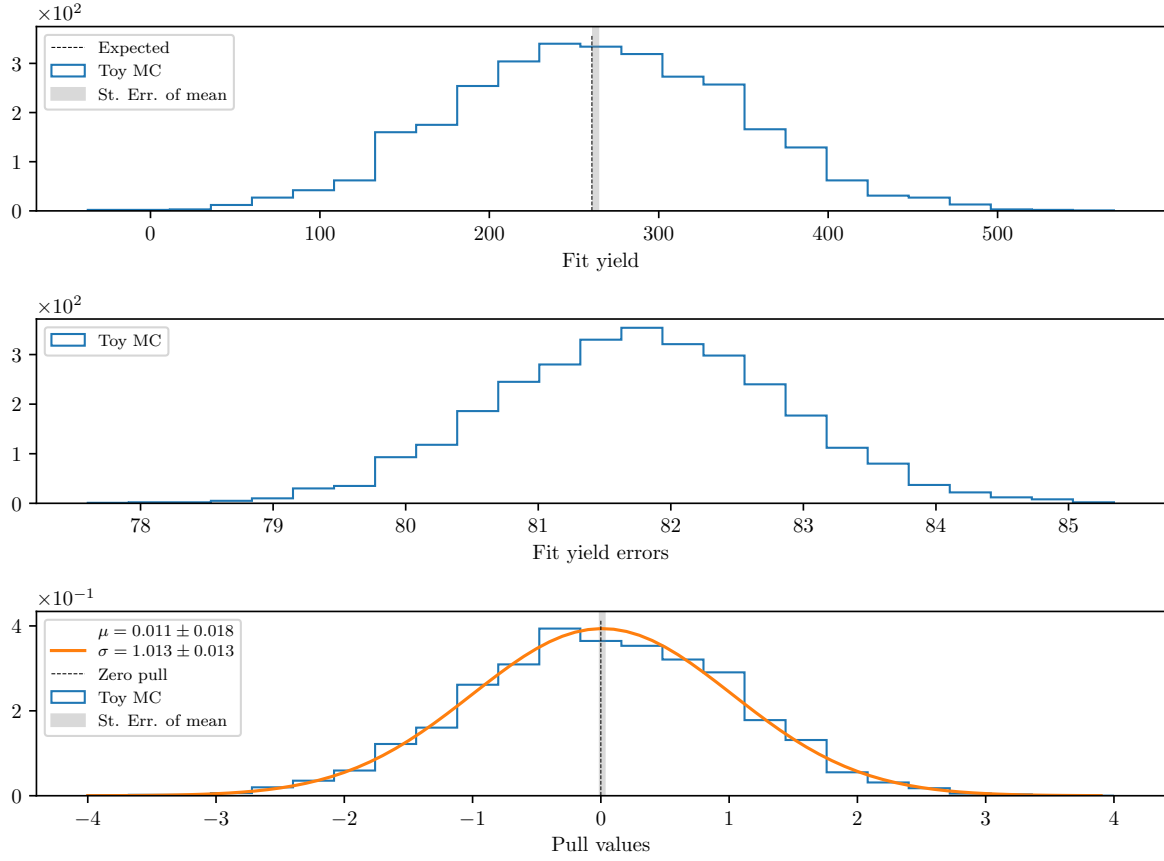 ×10²
Expected
Toy MC
St. Err. of mean
3
2
1
0
0 100 200 300 400 500
Fit yield
×10²
Toy MC
3
2
1
0
78 79 80 81 82 83 84 85
Fit yield errors
×10⁻¹
μ = 0.011 ± 0.018
σ = 1.013 ± 0.013
Zero pull
Toy MC
St. Err. of mean
4
2
0
−4 −3 −2 −1 0 1 2 3 4
Pull values